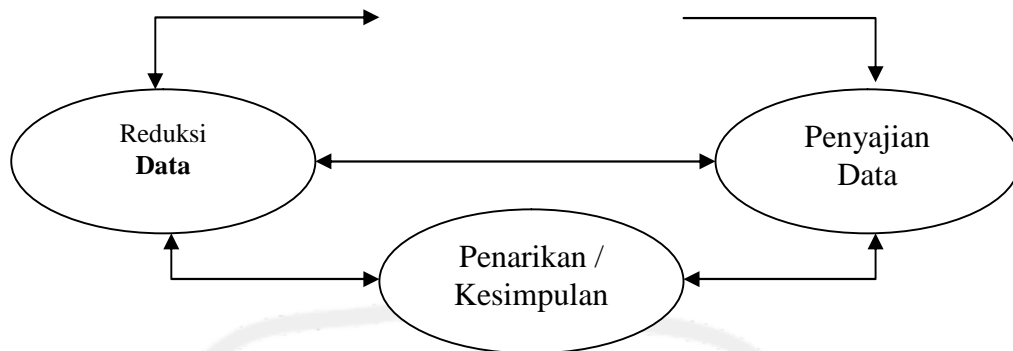 Reduksi
Data
Penyajian
Data
Penarikan /
Kesimpulan